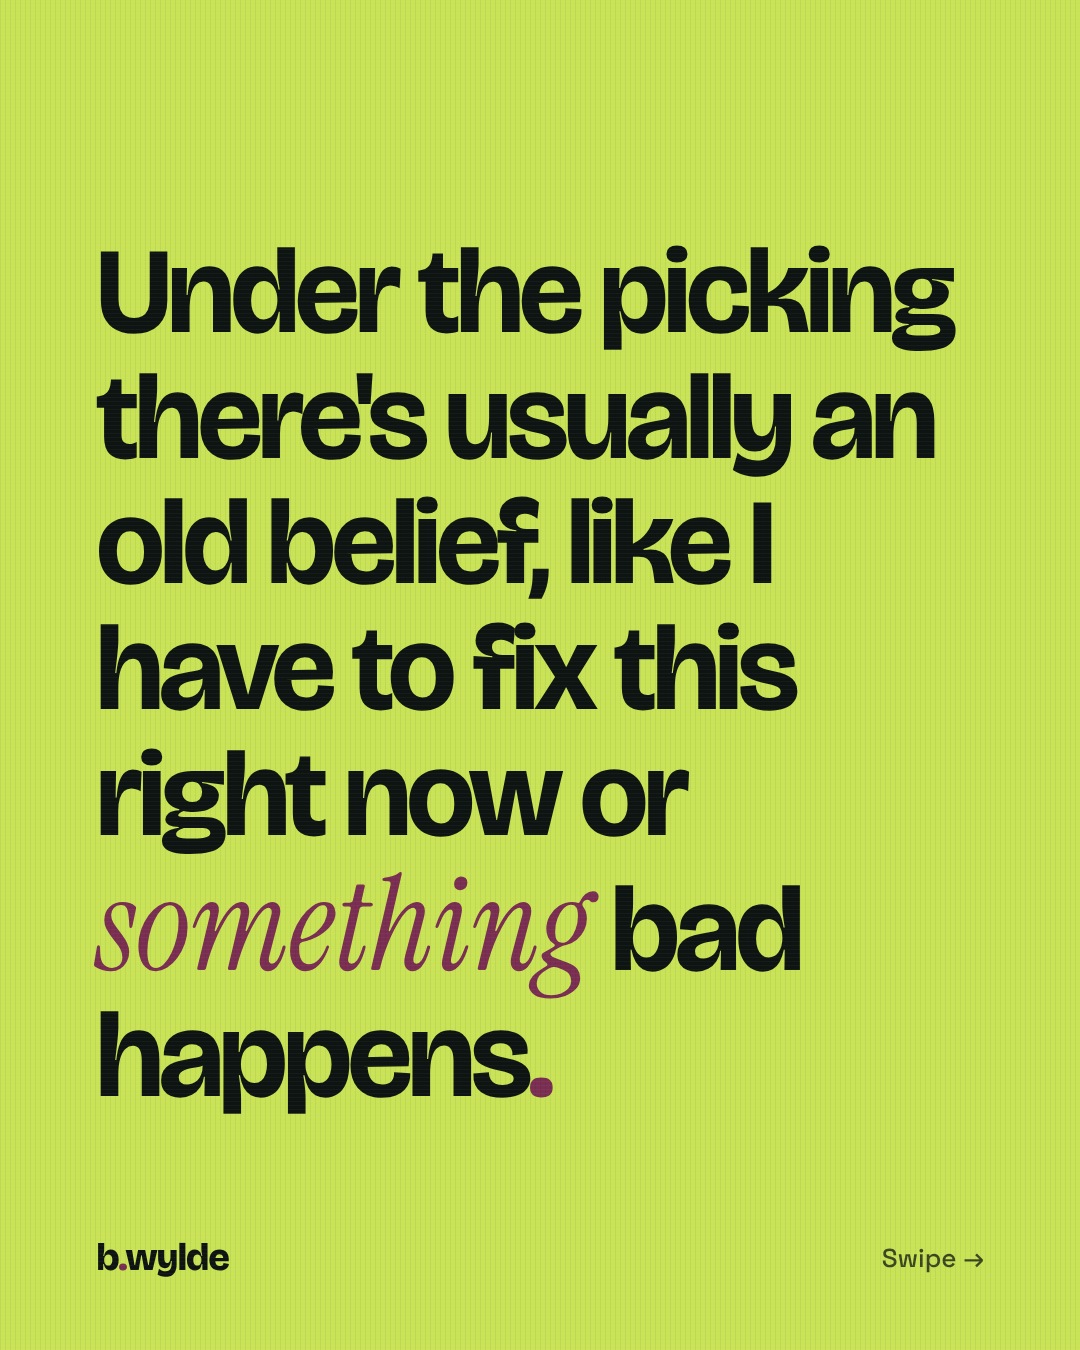 Under the picking
there's usually an
old belief, like I
have to fix this
right now or
something bad
happens.
b.wylde
Swipe →